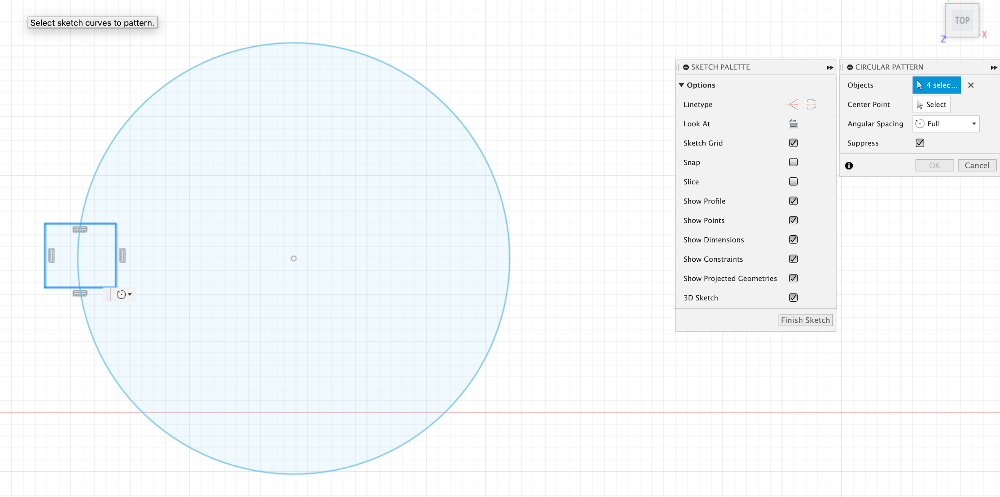 Select sketch curves to pattern.
TOP
X
Z
SKETCH PALETTE
Options
Linetype
Look At
Sketch Grid
Snap
Slice
Show Profile
Show Points
Show Dimensions
Show Constraints
Show Projected Geometries
3D Sketch
Finish Sketch
CIRCULAR PATTERN
Objects 4 selec...
Center Point Select
Angular Spacing Full
Suppress
OK Cancel